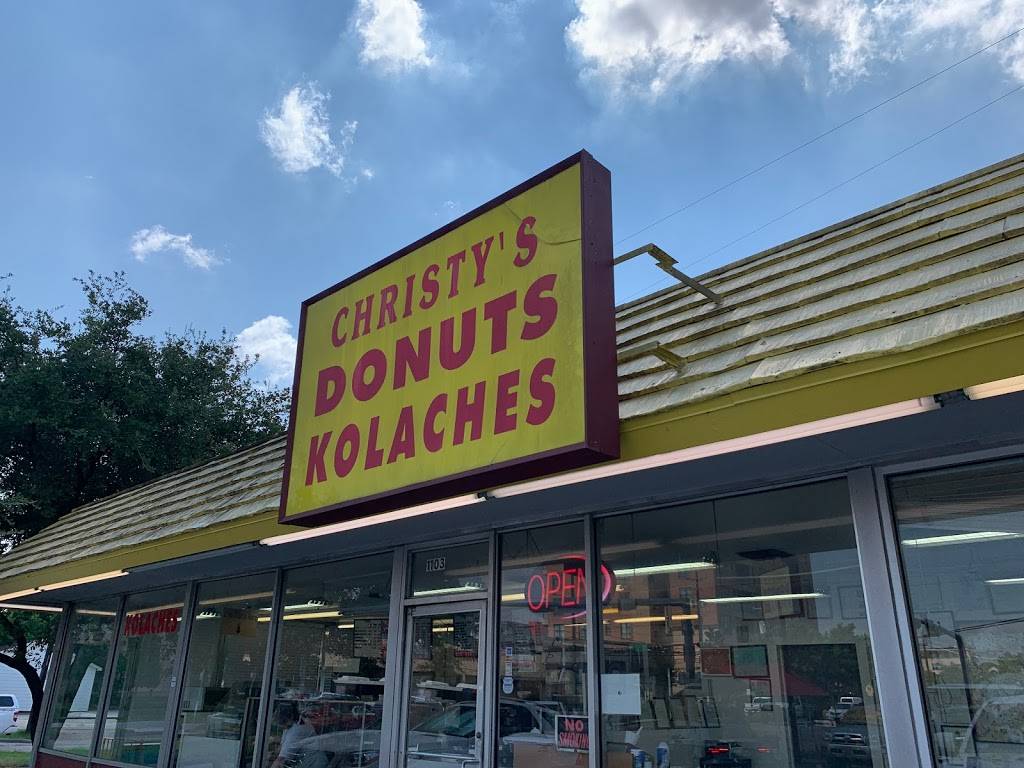 CHRISTY'S
DONUTS
KOLACHES
1103
OPEN
KOLACHES
NO
SMOKING